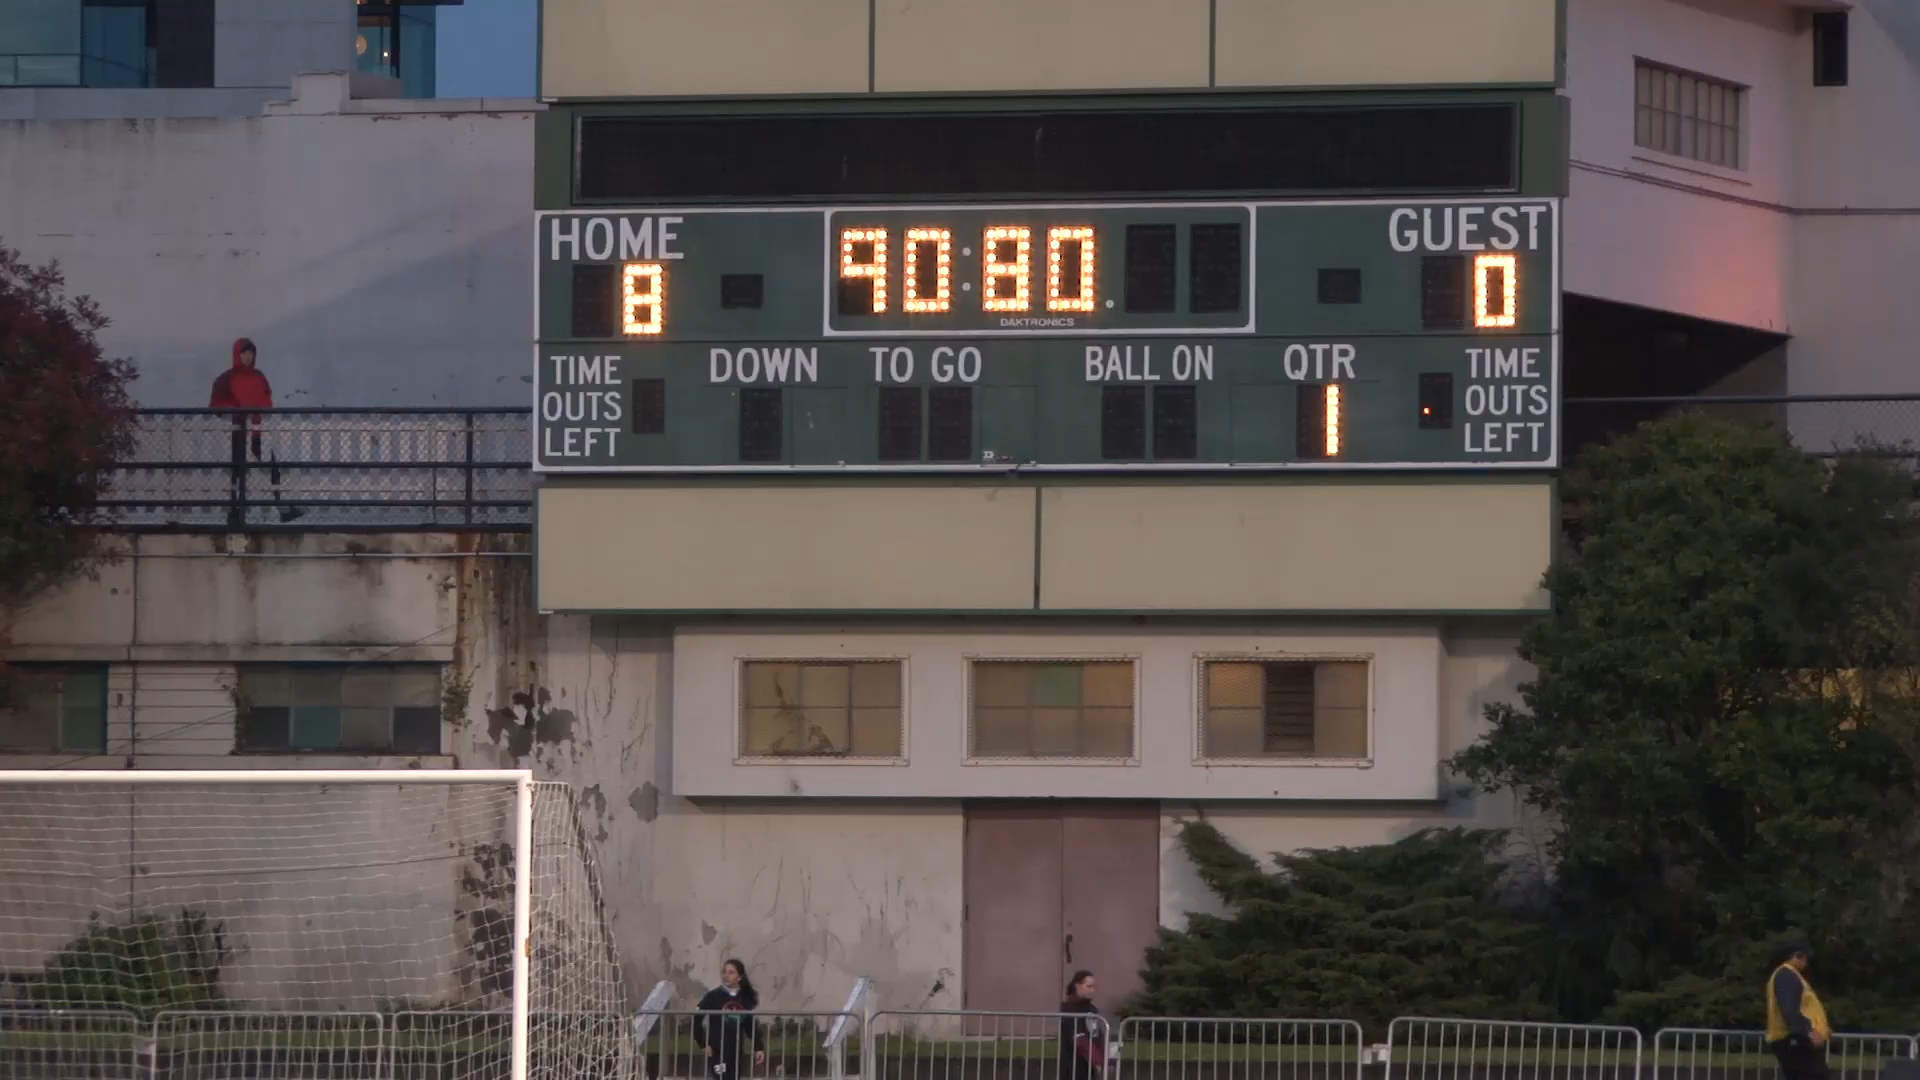 HOME 90:80 GUEST
8 0
DAKTRONICS
TIME OUTS LEFT
DOWN TO GO BALL ON QTR
1
TIME OUTS LEFT